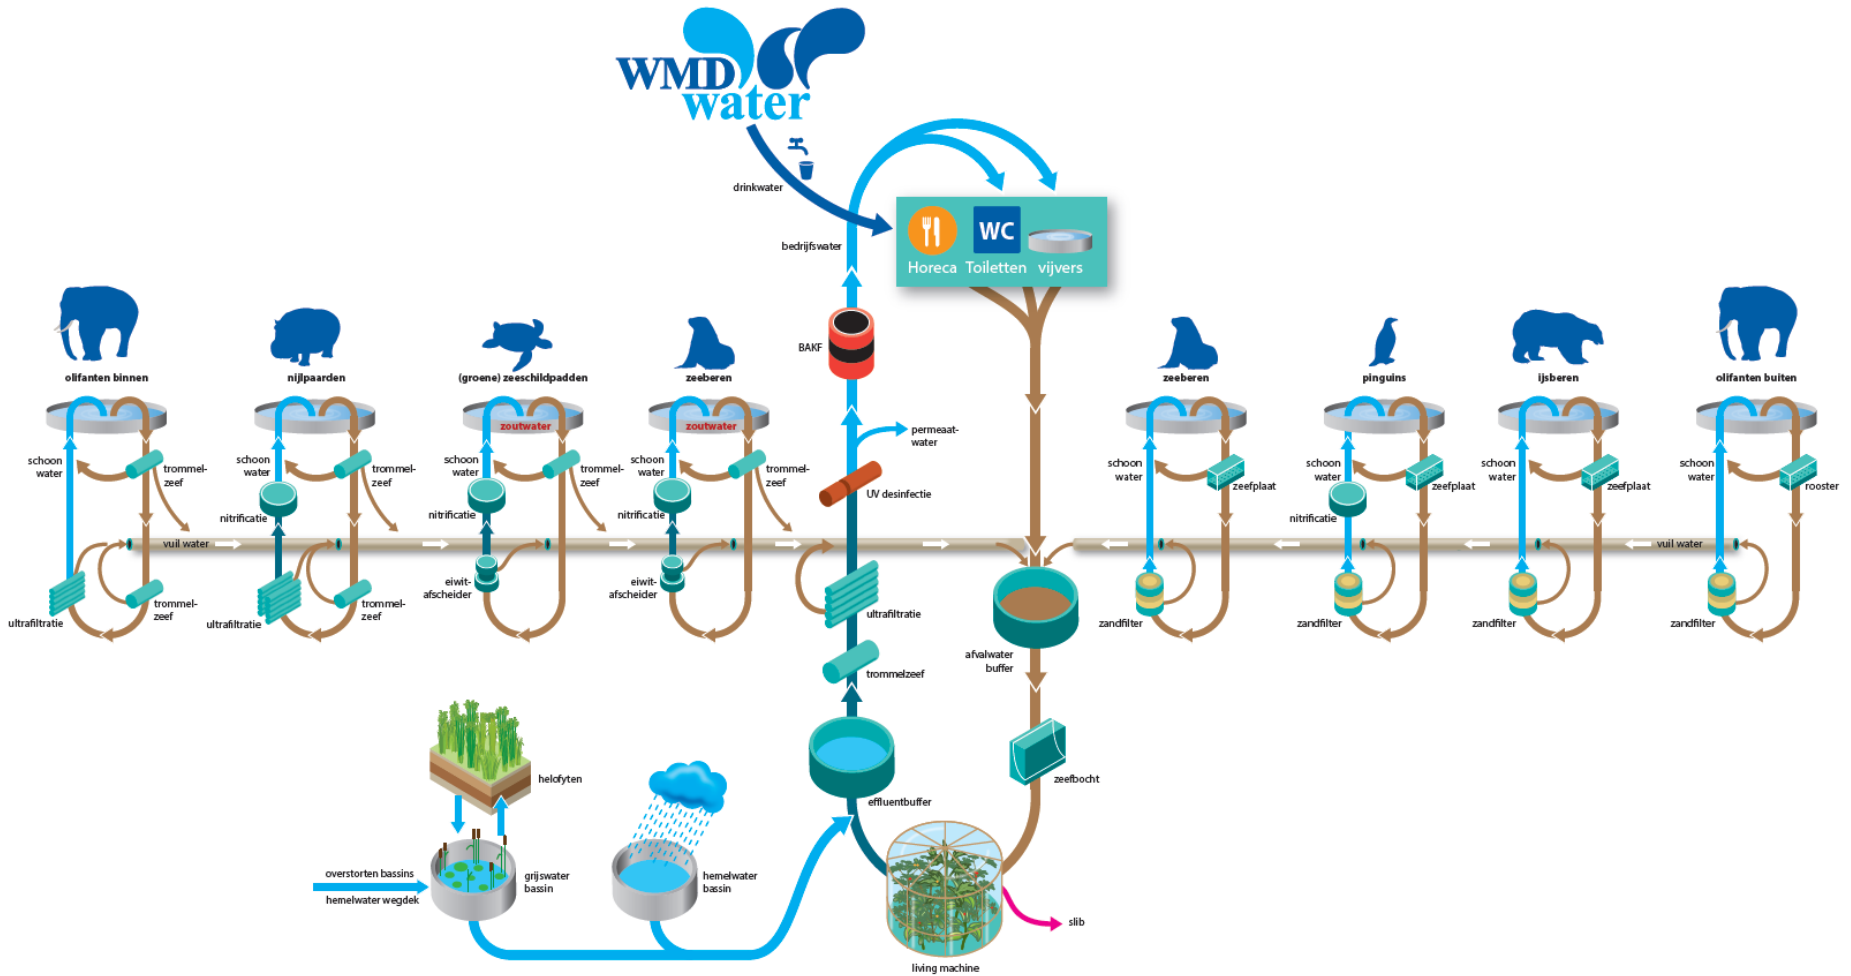 WMD
water
drinkwater
bedrijfswater
WC
Horeca Toiletten vijvers
BAKF
olifanten binnen
nijlpaarden
(groene) zeeschildpadden
zeeberen
zeeberen
pinguins
ijsberen
olifanten buiten
zoutwater
zoutwater
permeaat-
water
schoon
water
trommel-
zeef
schoon
water
trommel-
zeef
schoon
water
trommel-
zeef
schoon
water
trommel-
zeef
UV desinfectie
schoon
water
zeefplaat
schoon
water
zeefplaat
schoon
water
zeefplaat
schoon
water
rooster
nitrificatie
nitrificatie
nitrificatie
nitrificatie
vuil water
vuil water
eiwit-
afscheider
eiwit-
afscheider
trommel-
zeef
trommel-
zeef
ultrafiltratie
ultrafiltratie
ultrafiltratie
zandfilter
zandfilter
zandfilter
zandfilter
afvalwater
buffer
trommelzeef
helofyten
zeefbocht
effluentbuffer
overstorten bassins
hemelwater wegdek
grijswater
bassin
hemelwater
bassin
slib
living machine